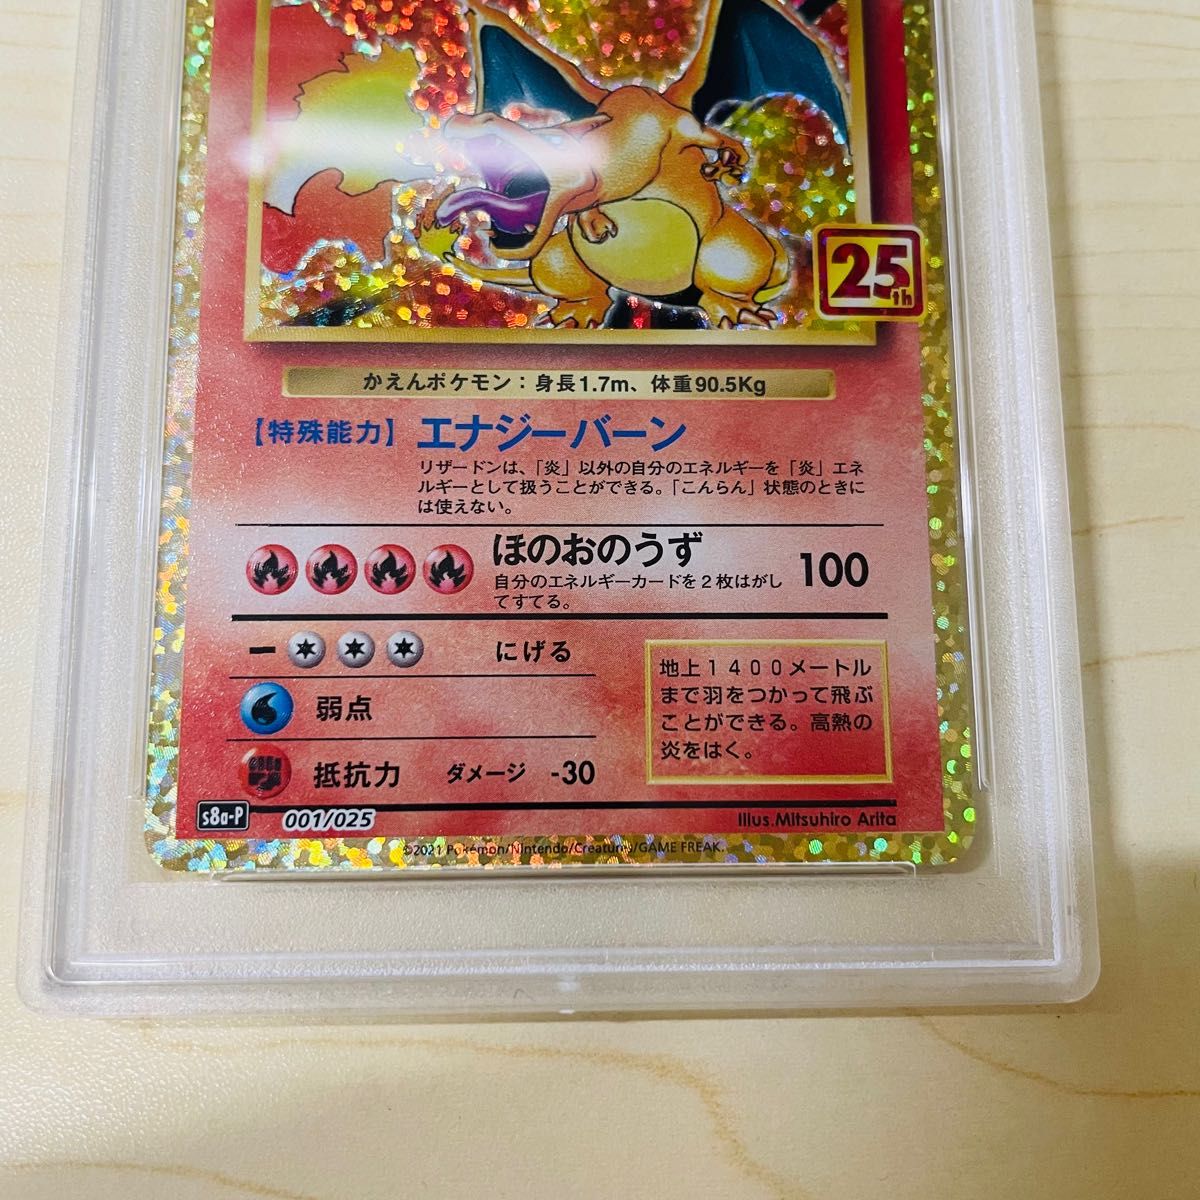 25th
かえんポケモン：身長1.7m、体重90.5Kg
【特殊能力】 エナジーバーン
リザードンは、「炎」以外の自分のエネルギーを「炎」エネ
ルギーとして扱うことができる。「こんらん」状態のときに
は使えない。
ほのおのうず 100
自分のエネルギーカードを２枚はがし
てすてる。
にげる
弱点
抵抗力 ダメージ -30
地上１４００メートル
まで羽をつかって飛ぶ
ことができる。高熱の
炎をはく。
s8a-P 001/025 Illus.Mitsuhiro Arita
©2021 Pokémon/Nintendo/Creatures/GAME FREAK.